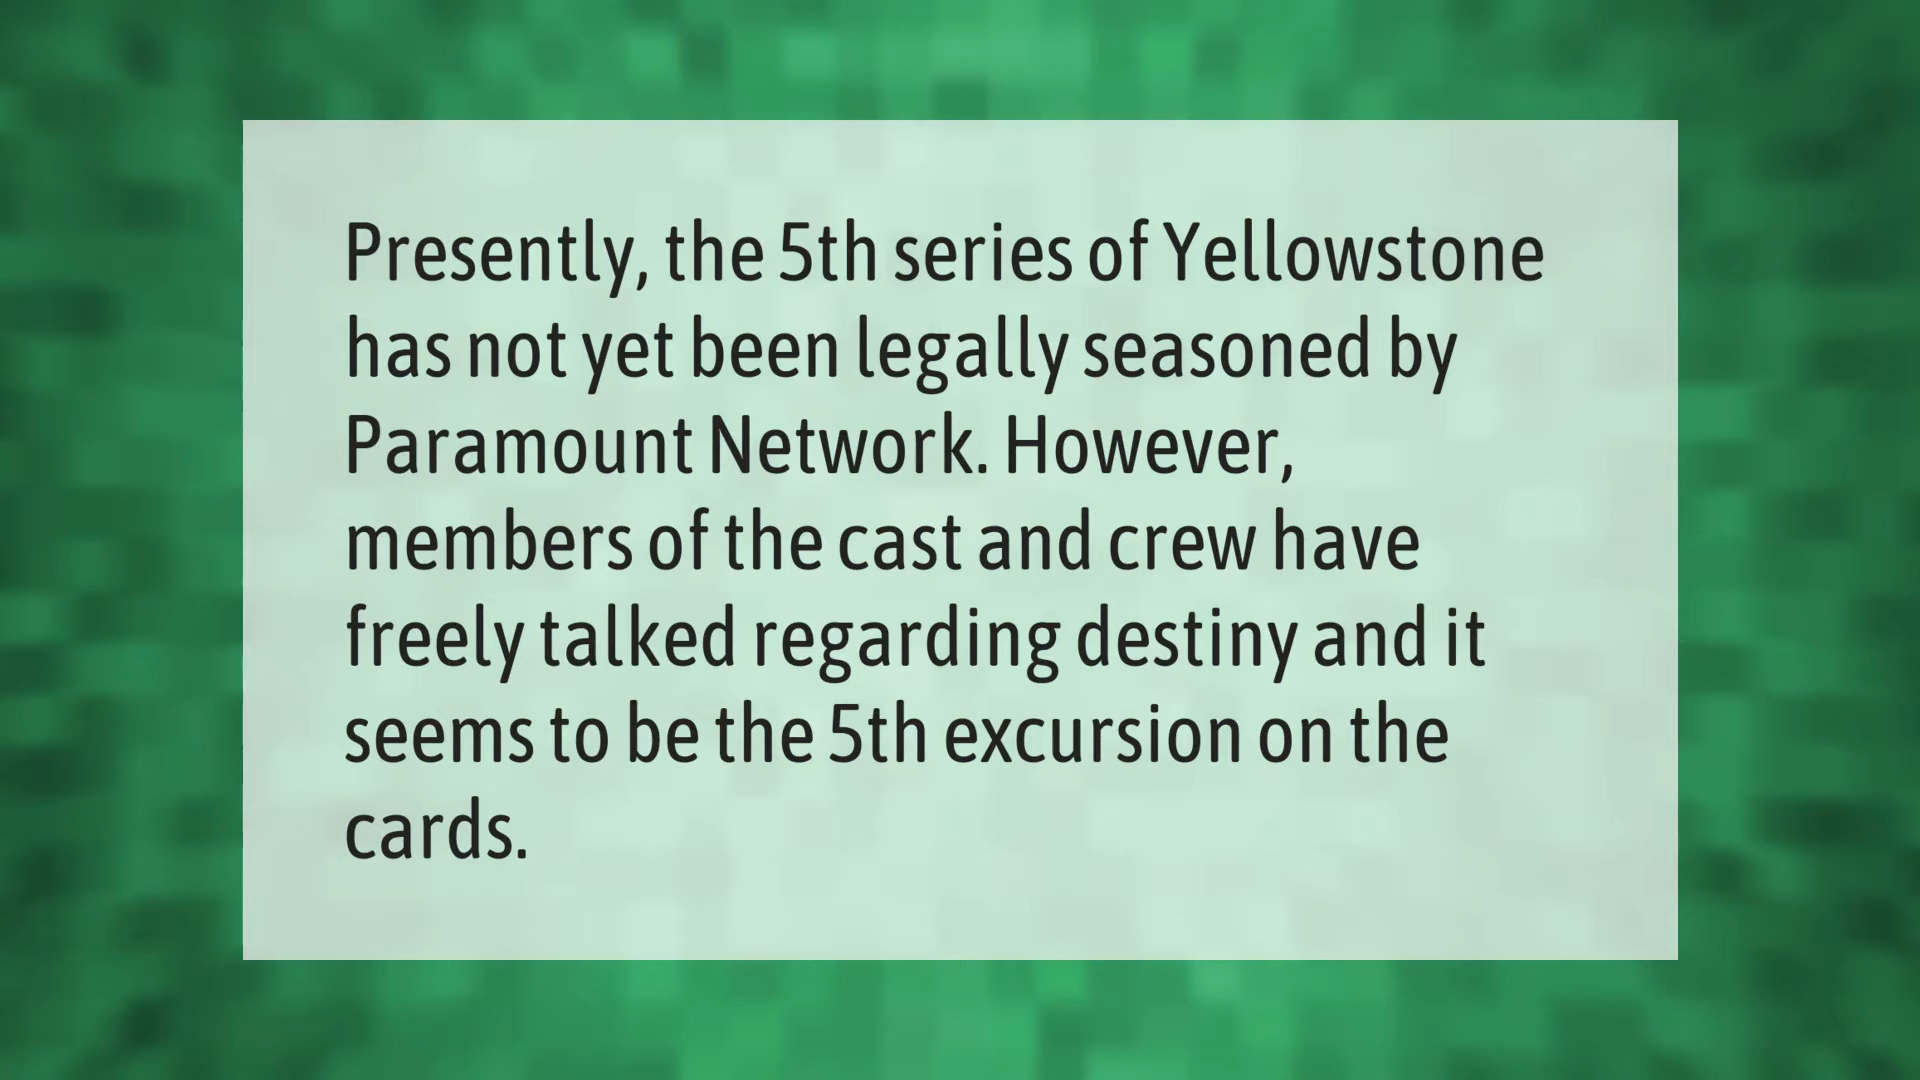 Presently, the 5th series of Yellowstone
has not yet been legally seasoned by
Paramount Network. However,
members of the cast and crew have
freely talked regarding destiny and it
seems to be the 5th excursion on the
cards.